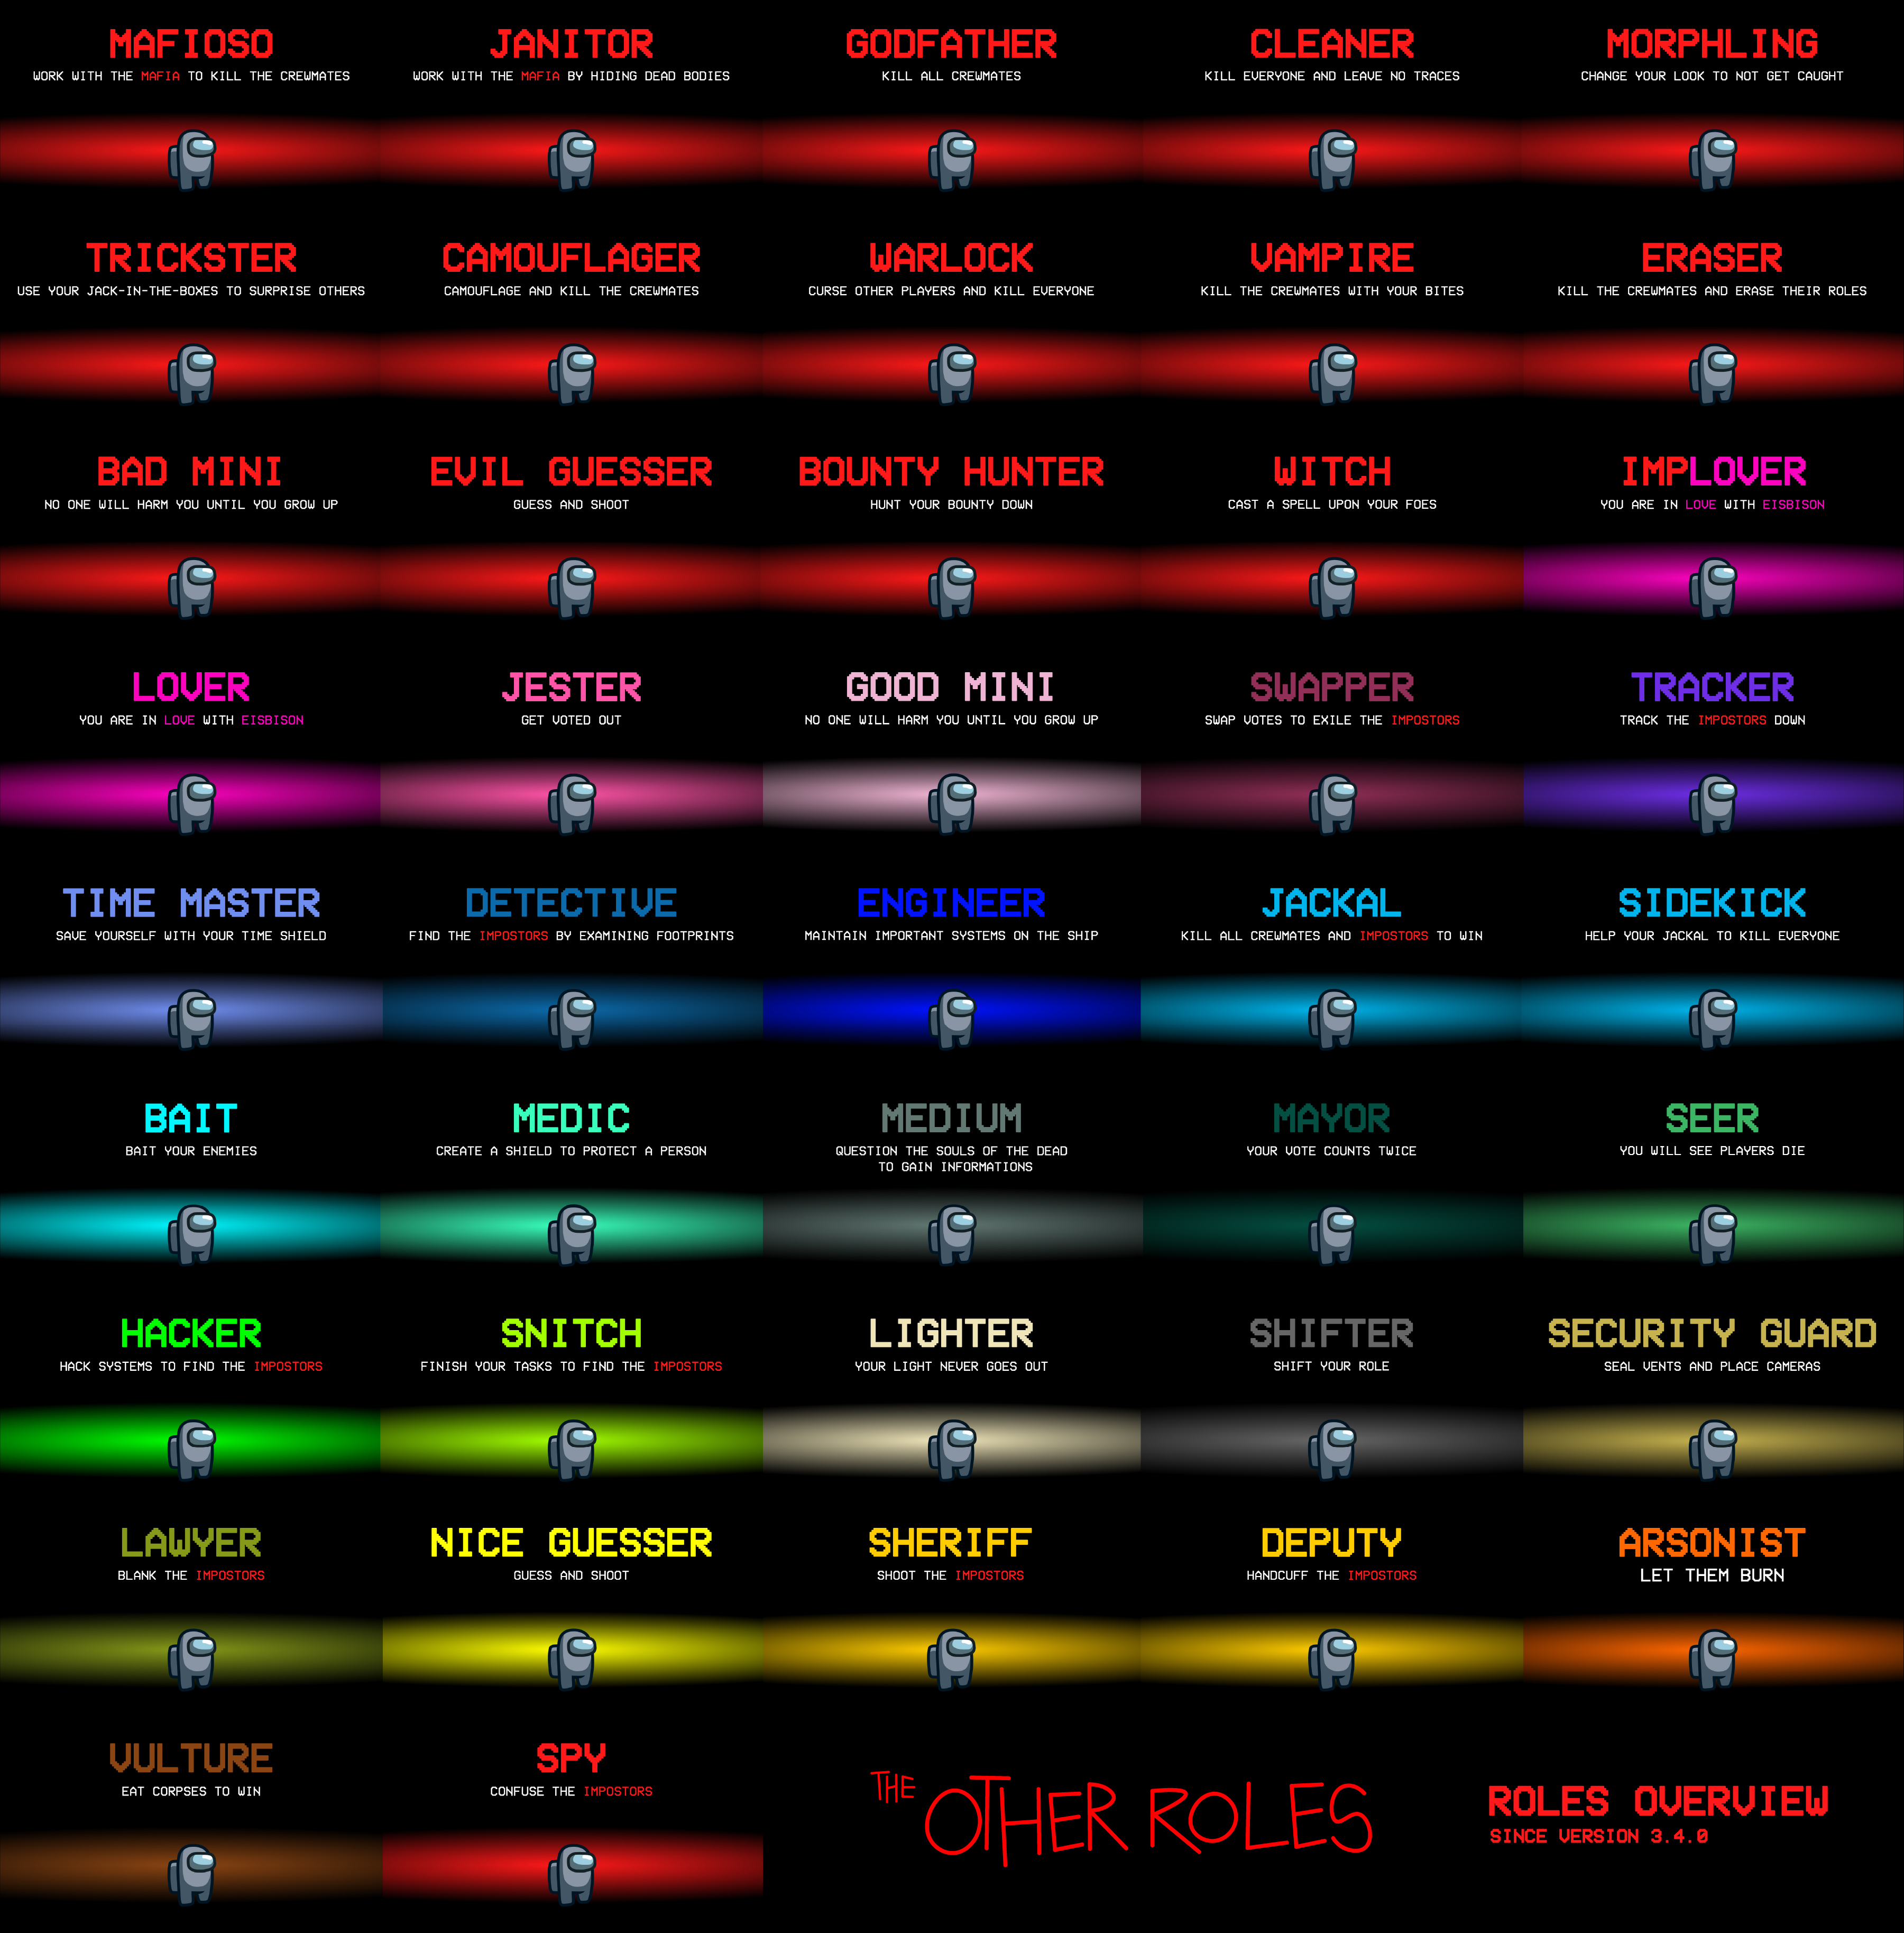 MAFIOSO
WORK WITH THE MAFIA TO KILL THE CREWMATES
JANITOR
WORK WITH THE MAFIA BY HIDING DEAD BODIES
GODFATHER
KILL ALL CREWMATES
CLEANER
KILL EVERYONE AND LEAVE NO TRACES
MORPHLING
CHANGE YOUR LOOK TO NOT GET CAUGHT
TRICKSTER
USE YOUR JACK-IN-THE-BOXES TO SURPRISE OTHERS
CAMOUFLAGER
CAMOUFLAGE AND KILL THE CREWMATES
WARLOCK
CURSE OTHER PLAYERS AND KILL EVERYONE
VAMPIRE
KILL THE CREWMATES WITH YOUR BITES
ERASER
KILL THE CREWMATES AND ERASE THEIR ROLES
BAD MINI
NO ONE WILL HARM YOU UNTIL YOU GROW UP
EVIL GUESSER
GUESS AND SHOOT
BOUNTY HUNTER
HUNT YOUR BOUNTY DOWN
WITCH
CAST A SPELL UPON YOUR FOES
IMPLOVER
YOU ARE IN LOVE WITH EISBISON
LOVER
YOU ARE IN LOVE WITH EISBISON
JESTER
GET VOTED OUT
GOOD MINI
NO ONE WILL HARM YOU UNTIL YOU GROW UP
SWAPPER
SWAP VOTES TO EXILE THE IMPOSTORS
TRACKER
TRACK THE IMPOSTORS DOWN
TIME MASTER
SAVE YOURSELF WITH YOUR TIME SHIELD
DETECTIVE
FIND THE IMPOSTORS BY EXAMINING FOOTPRINTS
ENGINEER
MAINTAIN IMPORTANT SYSTEMS ON THE SHIP
JACKAL
KILL ALL CREWMATES AND IMPOSTORS TO WIN
SIDEKICK
HELP YOUR JACKAL TO KILL EVERYONE
BAIT
BAIT YOUR ENEMIES
MEDIC
CREATE A SHIELD TO PROTECT A PERSON
MEDIUM
QUESTION THE SOULS OF THE DEAD
TO GAIN INFORMATIONS
MAYOR
YOUR VOTE COUNTS TWICE
SEER
YOU WILL SEE PLAYERS DIE
HACKER
HACK SYSTEMS TO FIND THE IMPOSTORS
SNITCH
FINISH YOUR TASKS TO FIND THE IMPOSTORS
LIGHTER
YOUR LIGHT NEVER GOES OUT
SHIFTER
SHIFT YOUR ROLE
SECURITY GUARD
SEAL VENTS AND PLACE CAMERAS
LAWYER
BLANK THE IMPOSTORS
NICE GUESSER
GUESS AND SHOOT
SHERIFF
SHOOT THE IMPOSTORS
DEPUTY
HANDCUFF THE IMPOSTORS
ARSONIST
LET THEM BURN
VULTURE
EAT CORPSES TO WIN
SPY
CONFUSE THE IMPOSTORS
THE OTHER ROLES
ROLES OVERVIEW
SINCE VERSION 3.4.0